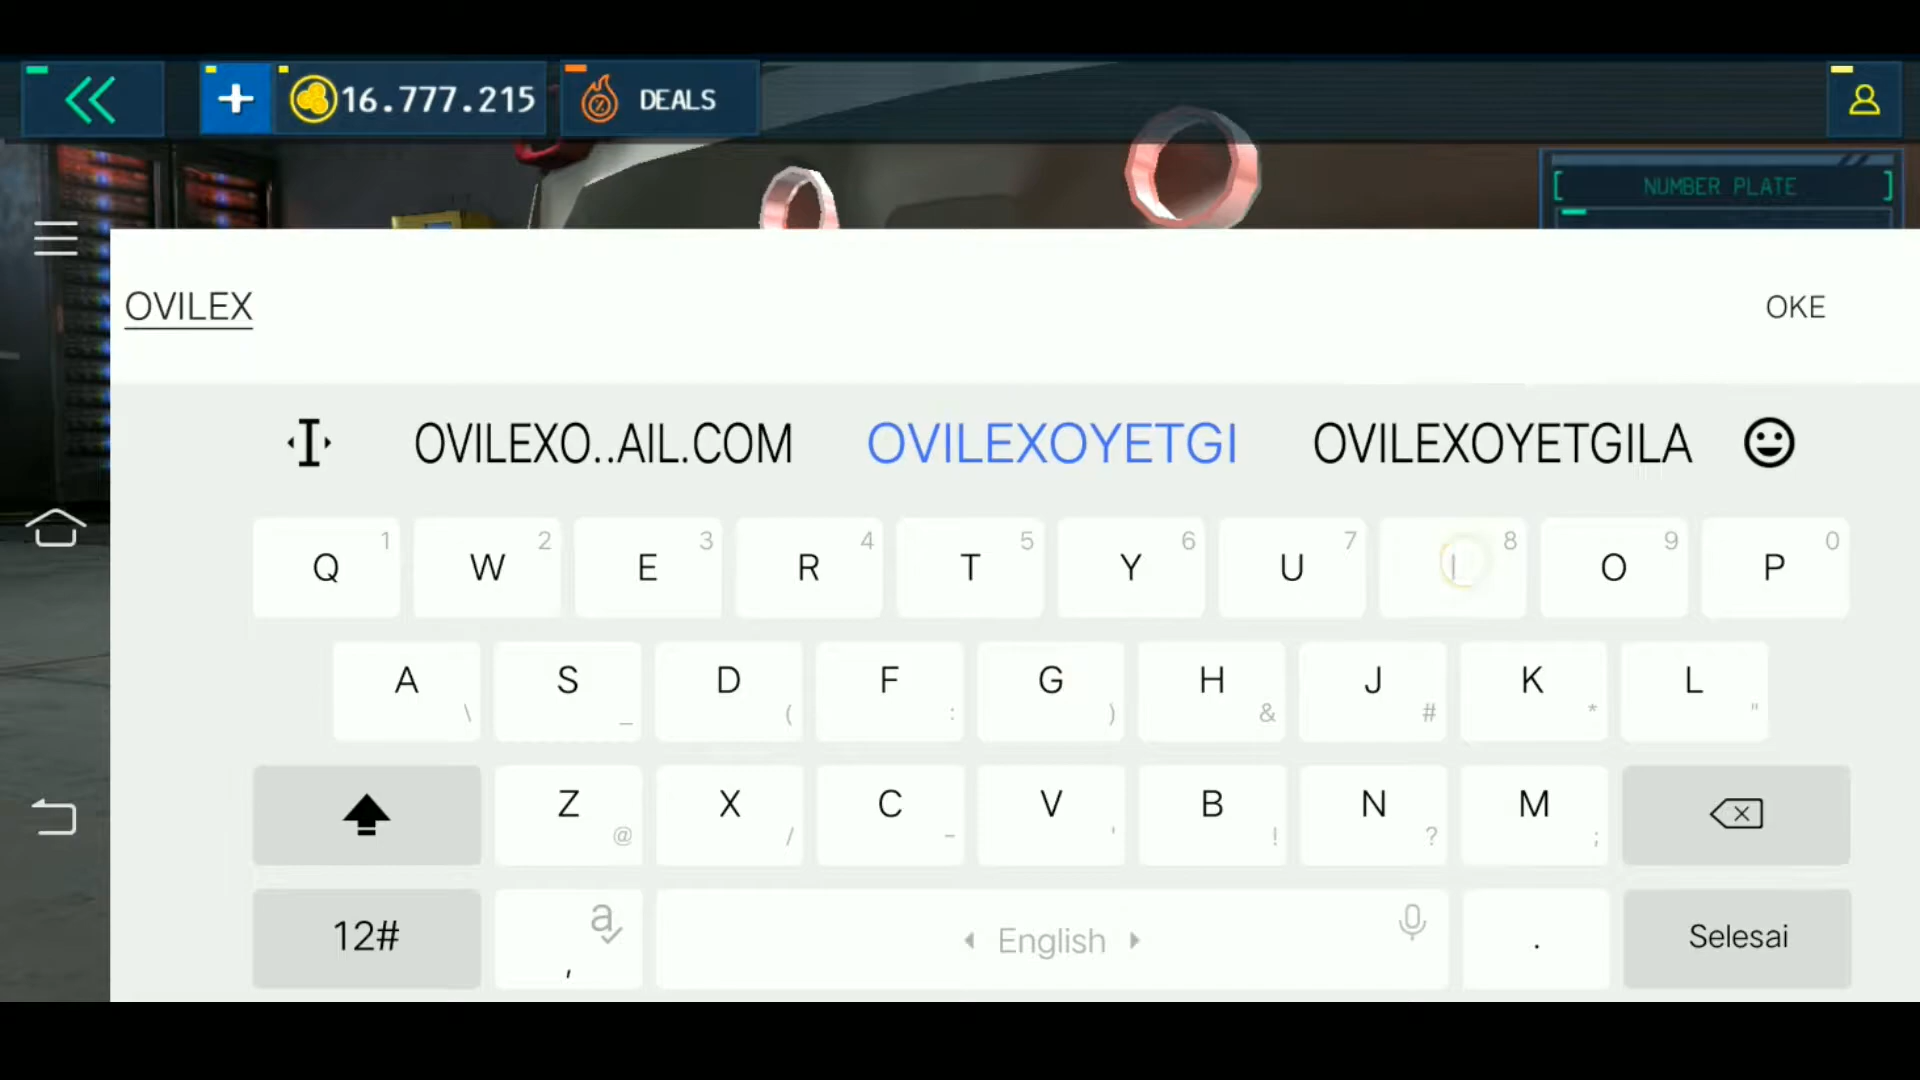 16.777.215 DEALS
NUMBER PLATE
OVILEX OKE
OVILEXO..AIL.COM OVILEXOYETGI OVILEXOYETGILA
Q 1 W 2 E 3 R 4 T 5 Y 6 U 7 I 8 O 9 P 0
A \ S _ D ( F : G ) H & J # K * L "
Z @ X / C - V ' B ! N ? M ;
12# a , English . Selesai